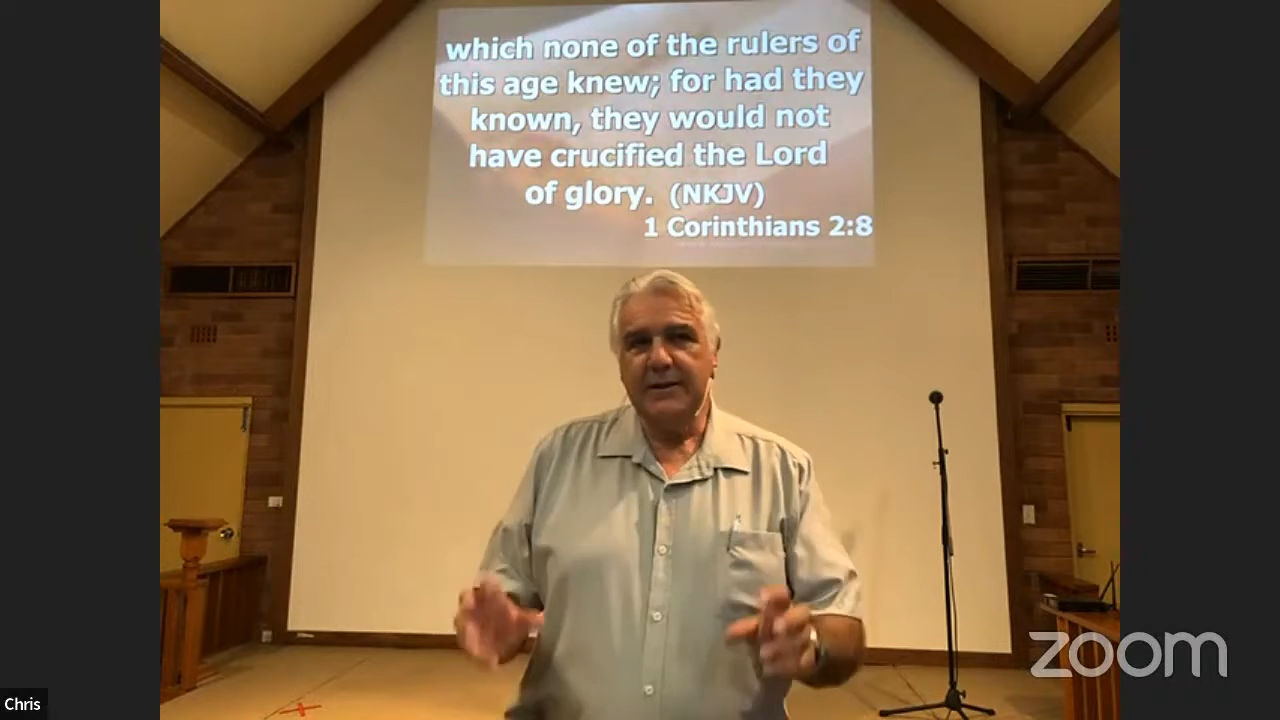 which none of the rulers of
this age knew; for had they
known, they would not
have crucified the Lord
of glory. (NKJV)
1 Corinthians 2:8
zoom
Chris